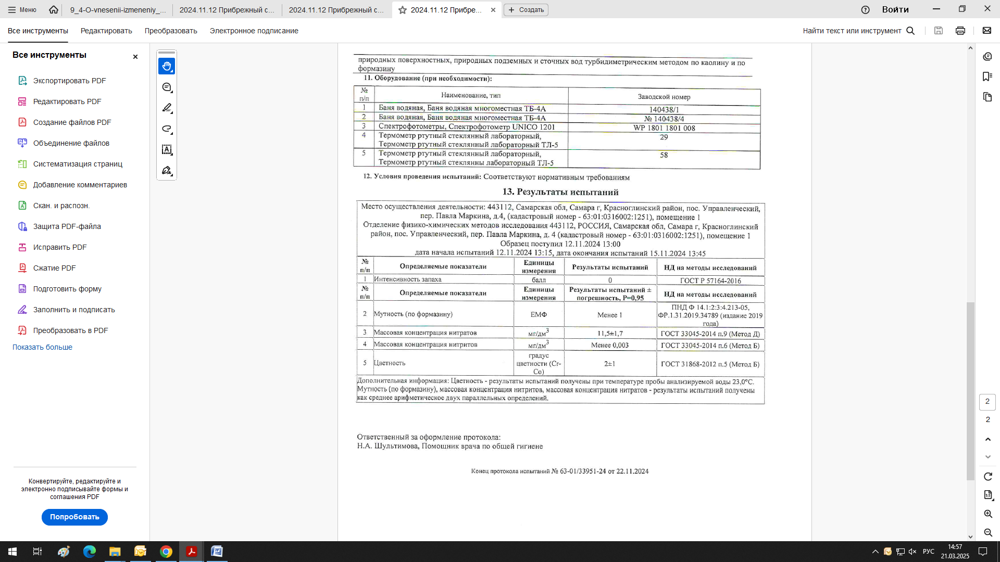 Меню
9_4-O-vnesenii-izmeneniy_...
2024.11.12 Прибрежный с...
2024.11.12 Прибрежный с...
2024.11.12 Прибре...
Создать
Войти
Все инструменты
Редактировать
Преобразовать
Электронное подписание
Найти текст или инструмент
Все инструменты
Экспортировать PDF
Редактировать PDF
Создание файлов PDF
Объединение файлов
Систематизация страниц
Добавление комментариев
Скан. и распозн.
Защита PDF-файла
Исправить PDF
Сжатие PDF
Подготовить форму
Заполнить и подписать
Преобразовать в PDF
Показать больше
Конвертируйте, редактируйте и
электронно подписывайте формы и
соглашения PDF
Попробовать
природных поверхностных, природных подземных и сточных вод турбидиметрическим методом по каолину и по
формазину
11. Оборудование (при необходимости):
№ п/п Наименование, тип Заводской номер
1 Баня водяная, Баня водяная многоместная ТБ-4А 140438/1
2 Баня водяная, Баня водяная многоместная ТБ-4А № 140438/4
3 Спектрофотометры, Спектрофотометр UNICO 1201 WP 1801 1801 008
4 Термометр ртутный стеклянный лабораторный, 29
Термометр ртутный стеклянный лабораторный ТЛ-5
5 Термометр ртутный стеклянный лабораторный, 58
Термометр ртутный стеклянны лабораторный ТЛ-5
12. Условия проведения испытаний: Соответствуют нормативным требованиям
13. Результаты испытаний
Место осуществления деятельности: 443112, Самарская обл, Самара г, Красноглинский район, пос. Управленческий,
пер. Павла Маркина, д.4, (кадастровый номер - 63:01:0316002:1251), помещение 1
Отделение физико-химических методов исследования 443112, РОССИЯ, Самарская обл, Самара г, Красноглинский
район, пос. Управленческий, пер. Павла Маркина, д. 4 (кадастровый номер - 63:01:0316002:1251), помещение 1
Образец поступил 12.11.2024 13:00
дата начала испытаний 12.11.2024 13:15, дата окончания испытаний 15.11.2024 13:45
№ п/п Определяемые показатели Единицы измерения Результаты испытаний НД на методы исследований
1 Интенсивность запаха балл 0 ГОСТ Р 57164-2016
№ п/п Определяемые показатели Единицы измерения Результаты испытаний ± погрешность, Р=0,95 НД на методы исследований
2 Мутность (по формазину) ЕМФ Менее 1 ПНД Ф 14.1:2:3:4.213-05, ФР.1.31.2019.34789 (издание 2019 года)
3 Массовая концентрация нитратов мг/дм³ 11,5±1,7 ГОСТ 33045-2014 п.9 (Метод Д)
4 Массовая концентрация нитритов мг/дм³ Менее 0,003 ГОСТ 33045-2014 п.6 (Метод Б)
5 Цветность градус цветности (Cr-Co) 2±1 ГОСТ 31868-2012 п.5 (Метод Б)
Дополнительная информация: Цветность - результаты испытаний получены при температуре пробы анализируемой воды 23,0°С.
Мутность (по формазину), массовая концентрация нитритов, массовая концентрация нитратов - результаты испытаний получены
как среднее арифметическое двух параллельных определений.
Ответственный за оформление протокола:
Н.А. Шультимова, Помощник врача по общей гигиене
Конец протокола испытаний № 63-01/33951-24 от 22.11.2024
2
2
РУС
14:57
21.03.2025